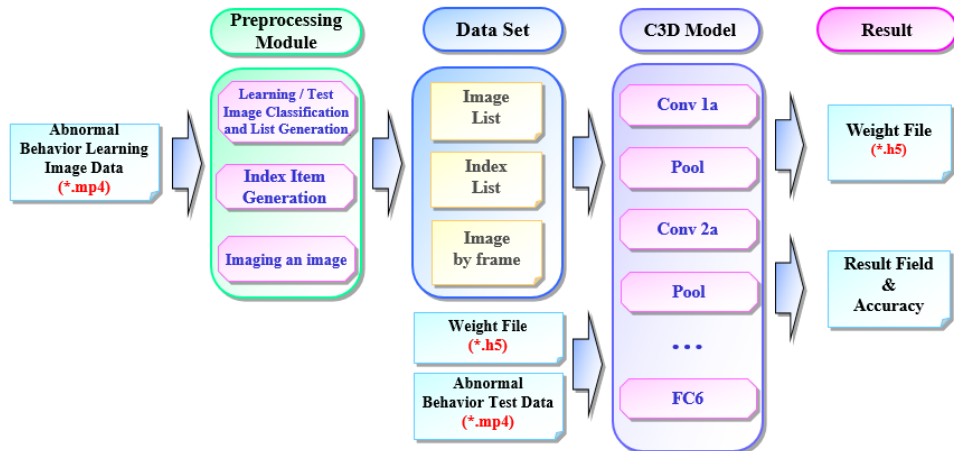 Preprocessing
Module
Data Set
C3D Model
Result
Abnormal
Behavior Learning
Image Data
(*.mp4)
Learning / Test
Image Classification
and List Generation
Index Item
Generation
Imaging an image
Image
List
Index
List
Image
by frame
Weight File
(*.h5)
Abnormal
Behavior Test Data
(*.mp4)
Conv 1a
Pool
Conv 2a
Pool
...
FC6
Weight File
(*.h5)
Result Field
&
Accuracy